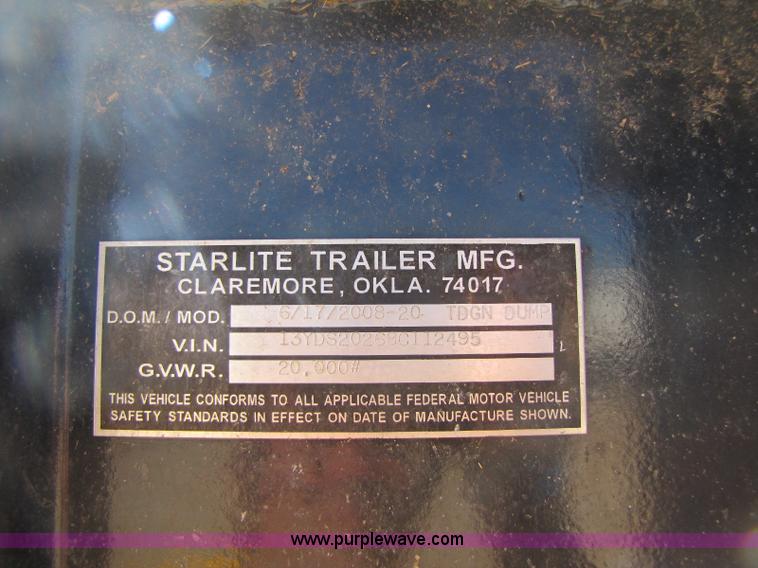 STARLITE TRAILER MFG.
CLAREMORE, OKLA. 74017
D.O.M. / MOD. 6/17/2008-20 TDGN DUMP
V.I.N.
G.V.W.R. 20,000#
THIS VEHICLE CONFORMS TO ALL APPLICABLE FEDERAL MOTOR VEHICLE
SAFETY STANDARDS IN EFFECT ON DATE OF MANUFACTURE SHOWN.
www.purplewave.com